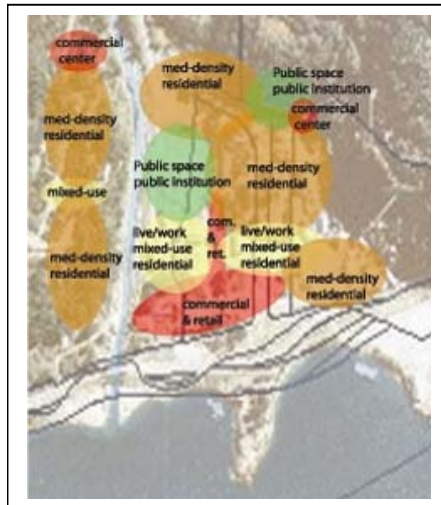 commercial
center
med-density
residential
Public space
public institution
commercial
center
med-density
residential
med-density
residential
Public space
public institution
mixed-use
com.
&
ret.
live/work
mixed-use
residential
live/work
mixed-use
residential
med-density
residential
med-density
residential
commercial
& retail